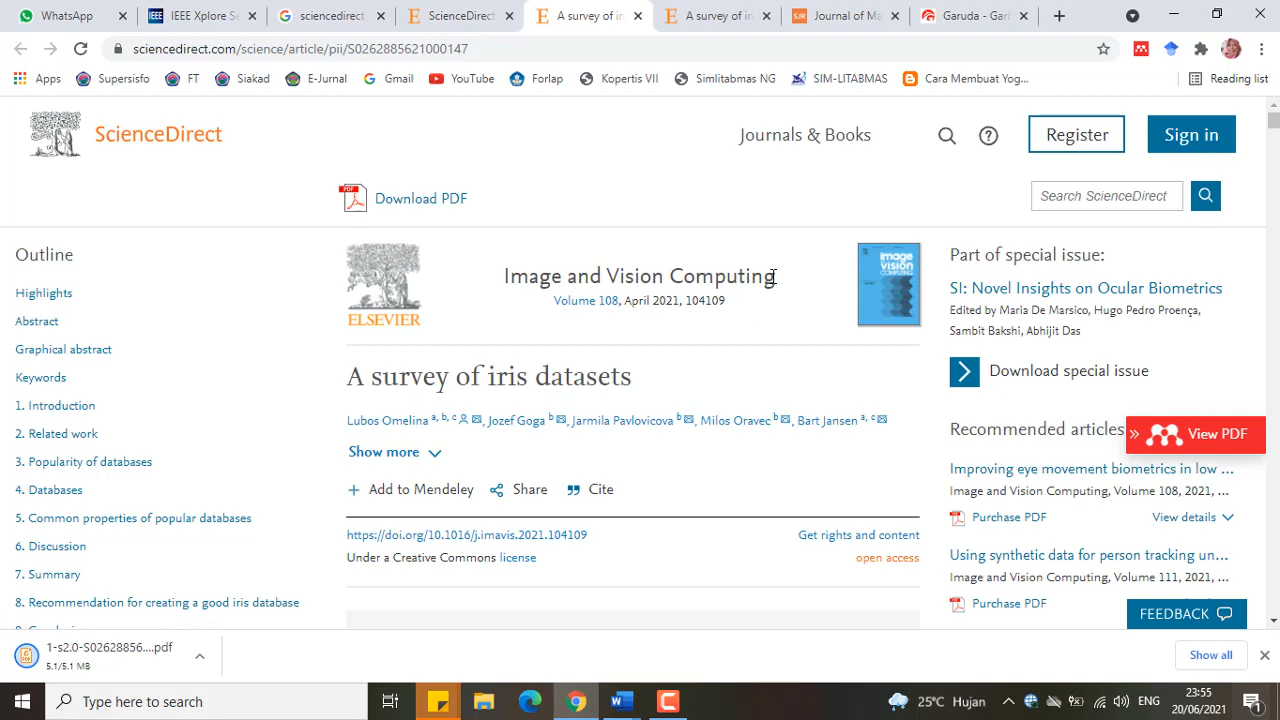 WhatsApp
IEEE Xplore Se
sciencedirect
ScienceDirect
A survey of iris
A survey of iris
SJR
Journal of Ma
Garuda - Garb
sciencedirect.com/science/article/pii/S0262885621000147
Apps
Supersisfo
FT
Siakad
E-Jurnal
Gmail
YouTube
Forlap
Kopertis VII
Simlitabmas NG
SIM-LITABMAS
Cara Membuat Yog...
Reading list
ScienceDirect
Journals & Books
Register
Sign in
PDF
Download PDF
Search ScienceDirect
Outline
Highlights
Abstract
Graphical abstract
Keywords
1. Introduction
2. Related work
3. Popularity of databases
4. Databases
5. Common properties of popular databases
6. Discussion
7. Summary
8. Recommendation for creating a good iris database
ELSEVIER
Image and Vision Computing
Volume 108, April 2021, 104109
image
vision
COMPUTING
A survey of iris datasets
Lubos Omelina a, b, c, Jozef Goga b, Jarmila Pavlovicova b, Milos Oravec b, Bart Jansen a, c
Show more
Add to Mendeley
Share
Cite
https://doi.org/10.1016/j.imavis.2021.104109
Get rights and content
Under a Creative Commons license
open access
Part of special issue:
SI: Novel Insights on Ocular Biometrics
Edited by Maria De Marsico, Hugo Pedro Proença,
Sambit Bakshi, Abhijit Das
Download special issue
Recommended articles
View PDF
Improving eye movement biometrics in low ...
Image and Vision Computing, Volume 108, 2021, ...
Purchase PDF
View details
Using synthetic data for person tracking un...
Image and Vision Computing, Volume 111, 2021, ...
Purchase PDF
FEEDBACK
1-s2.0-S02628856....pdf
5.1/5.1 MB
Show all
Type here to search
25°C Hujan
ENG
23:55
20/06/2021
1